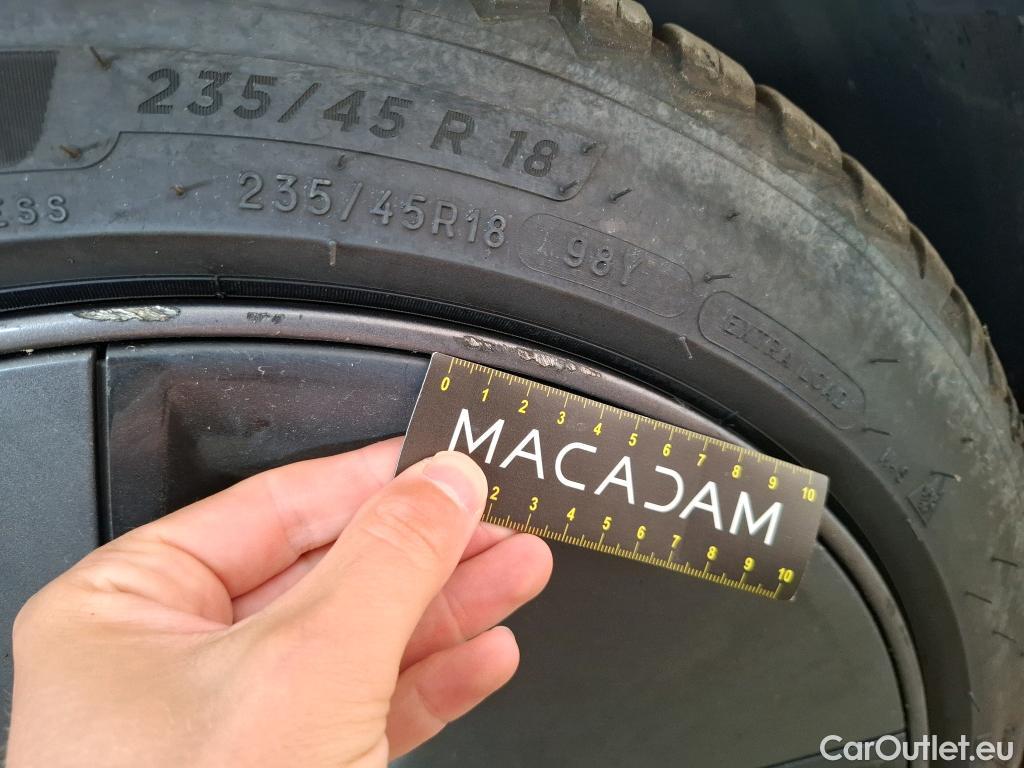 235/45 R 18
ESS
235/45R18 98Y
EXTRA LOAD
0 1 2 3 4 5 6 7 8 9 10
MACADAM
2 3 4 5 6 7 8 9 10
CarOutlet.eu